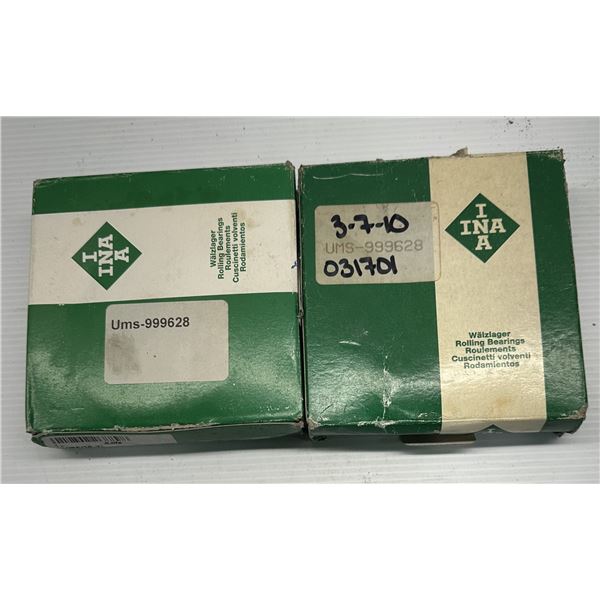 I
INA
A
Wälzlager
Rolling Bearings
Roulements
Cuscinetti volventi
Rodamientos
Ums-999628
3-7-10
UMS-999628
031701
I
INA
A
Wälzlager
Rolling Bearings
Roulements
Cuscinetti volventi
Rodamientos